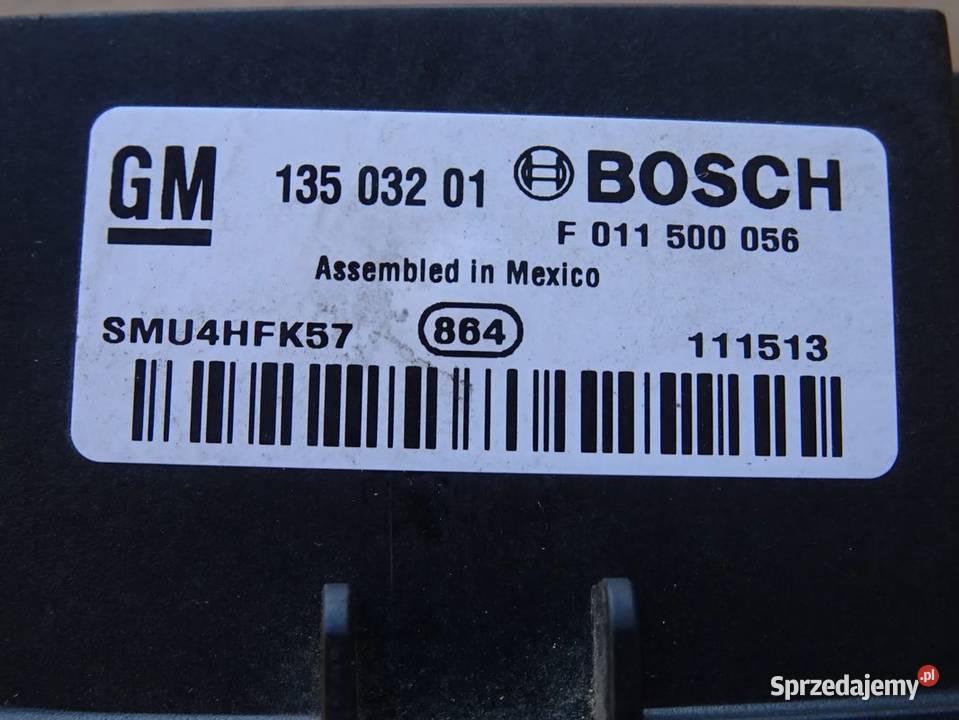 GM 135 032 01 BOSCH
F 011 500 056
Assembled in Mexico
SMU4HFK57 864 111513
Sprzedajemy.pl